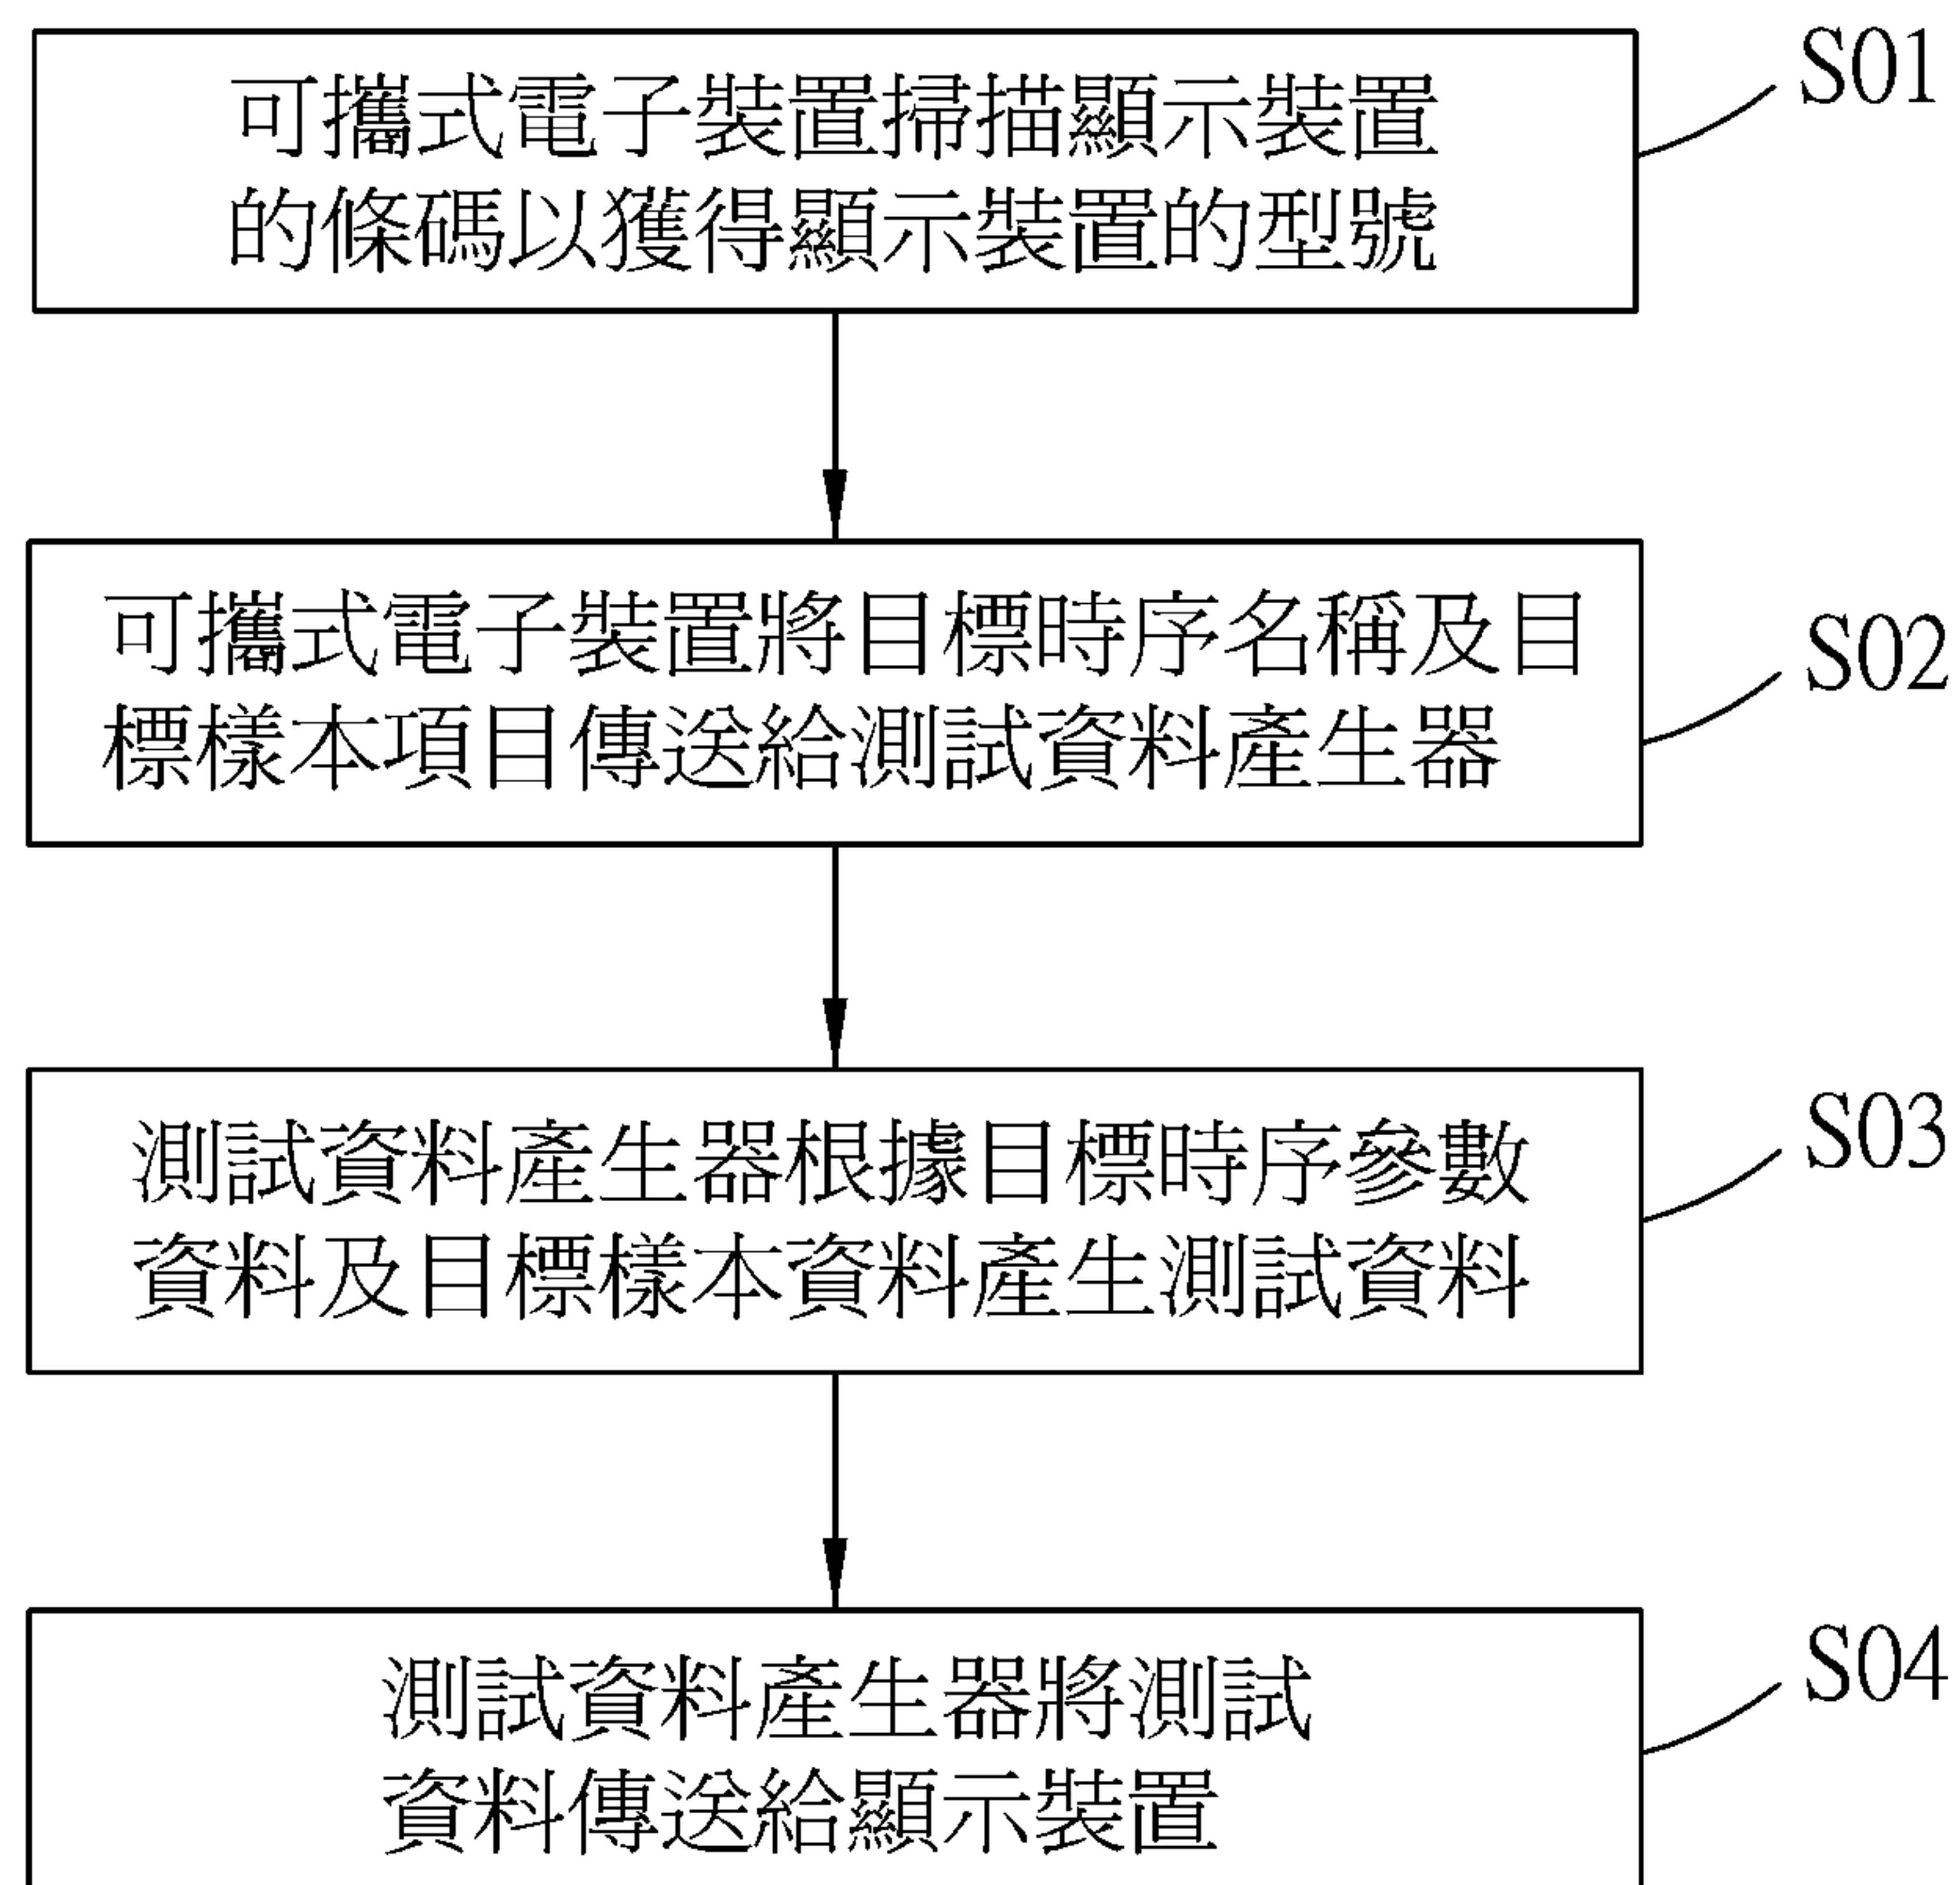 可攜式電子裝置掃描顯示裝置
的條碼以獲得顯示裝置的型號
S01
可攜式電子裝置將目標時序名稱及目
標樣本項目傳送給測試資料產生器
S02
測試資料產生器根據目標時序參數
資料及目標樣本資料產生測試資料
S03
測試資料產生器將測試
資料傳送給顯示裝置
S04